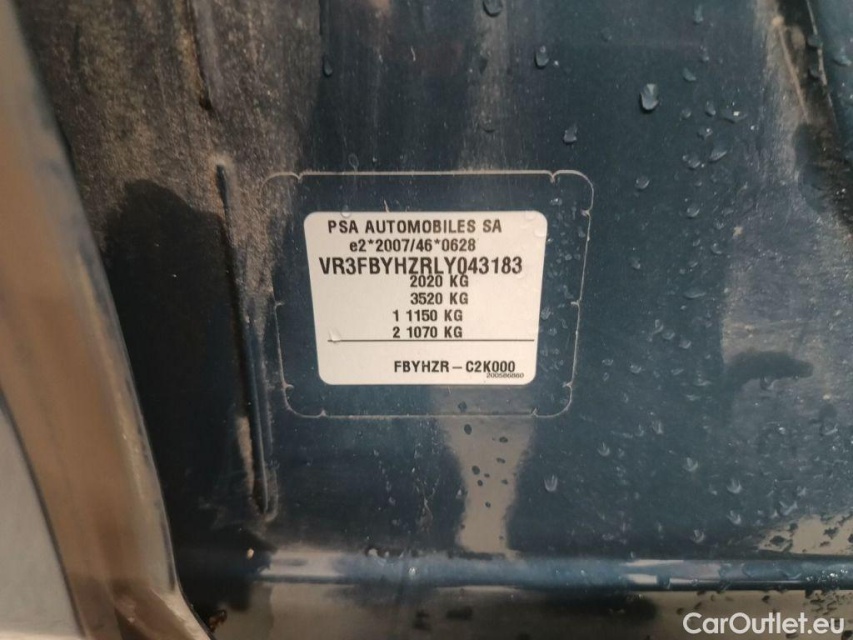 PSA AUTOMOBILES SA
e2*2007/46*0628
VR3FBYHZRLY043183
2020 KG
3520 KG
1 1150 KG
2 1070 KG
FBYHZR-C2K000
CarOutlet.eu